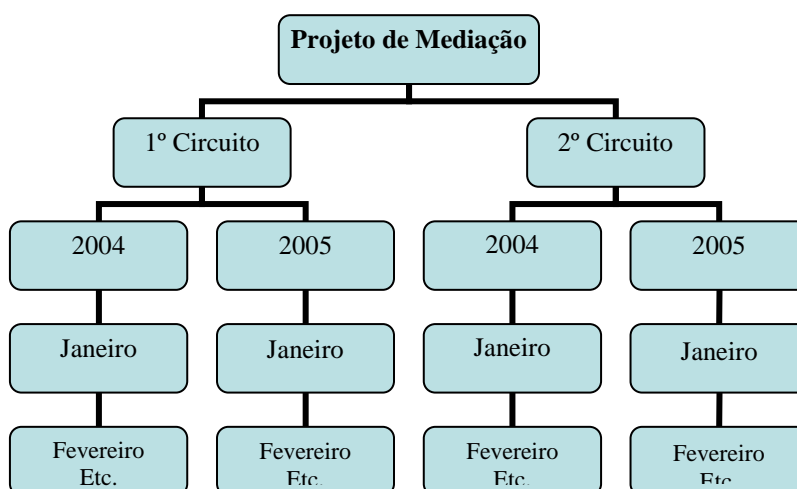 Projeto de Mediação
1º Circuito
2º Circuito
2004
2005
2004
2005
Janeiro
Janeiro
Janeiro
Janeiro
Fevereiro
Etc.
Fevereiro
Etc.
Fevereiro
Etc.
Fevereiro
Etc.